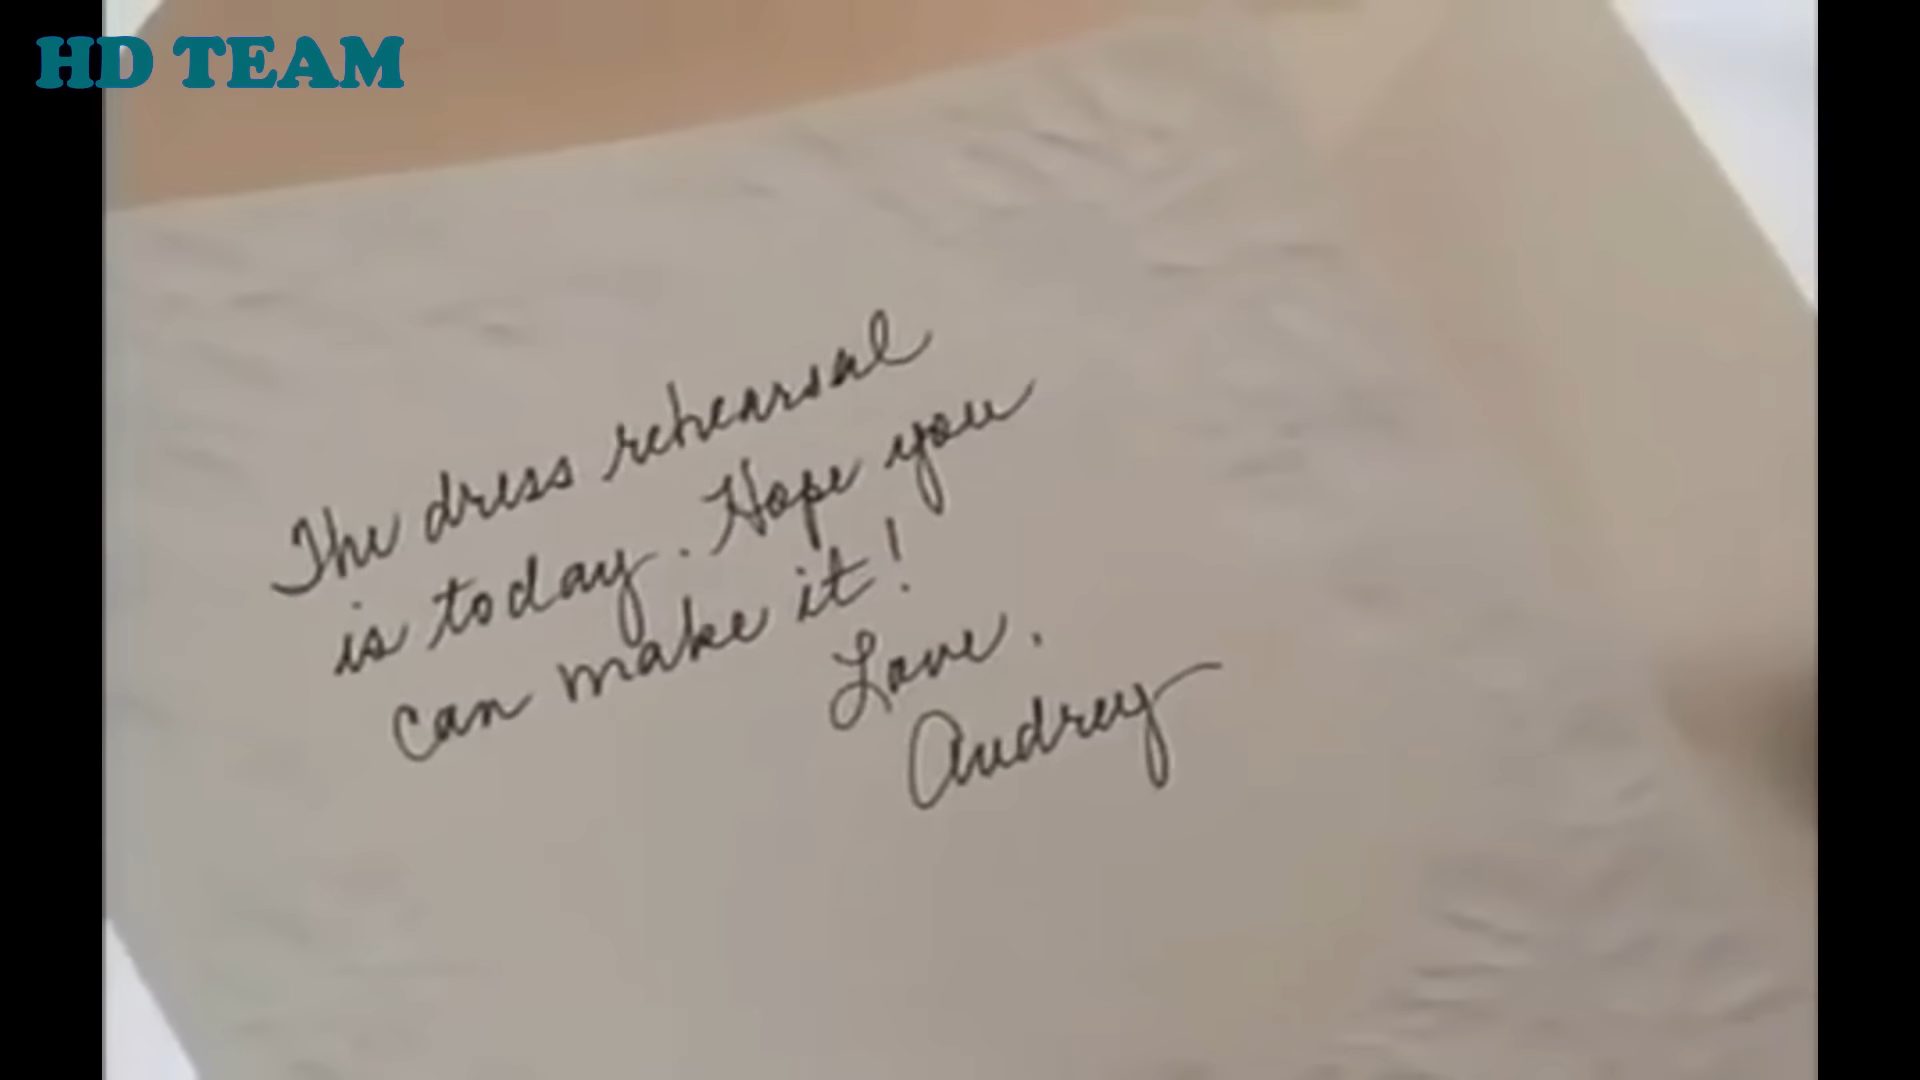 HD TEAM
The dress rehearsal
is today. Hope you
can make it!
Love,
Audrey